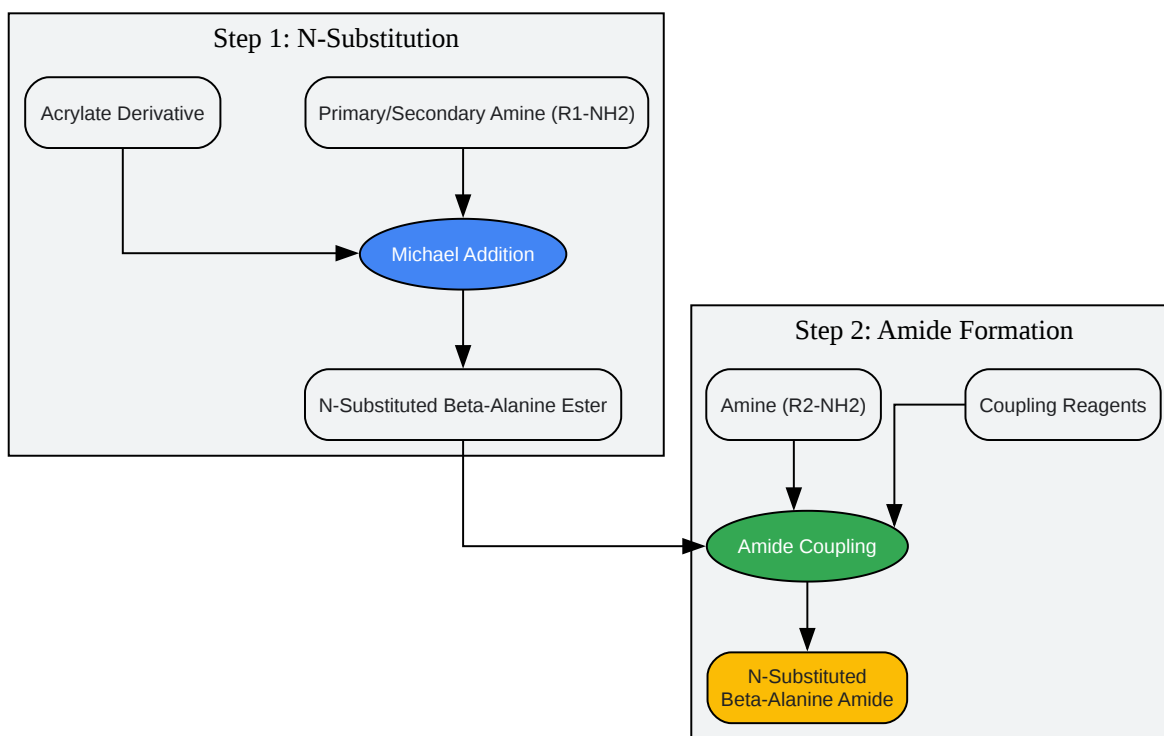 Step 1: N-Substitution
Acrylate Derivative
Primary/Secondary Amine (R1-NH2)
Michael Addition
N-Substituted Beta-Alanine Ester
Step 2: Amide Formation
Amine (R2-NH2)
Coupling Reagents
Amide Coupling
N-Substituted
Beta-Alanine Amide